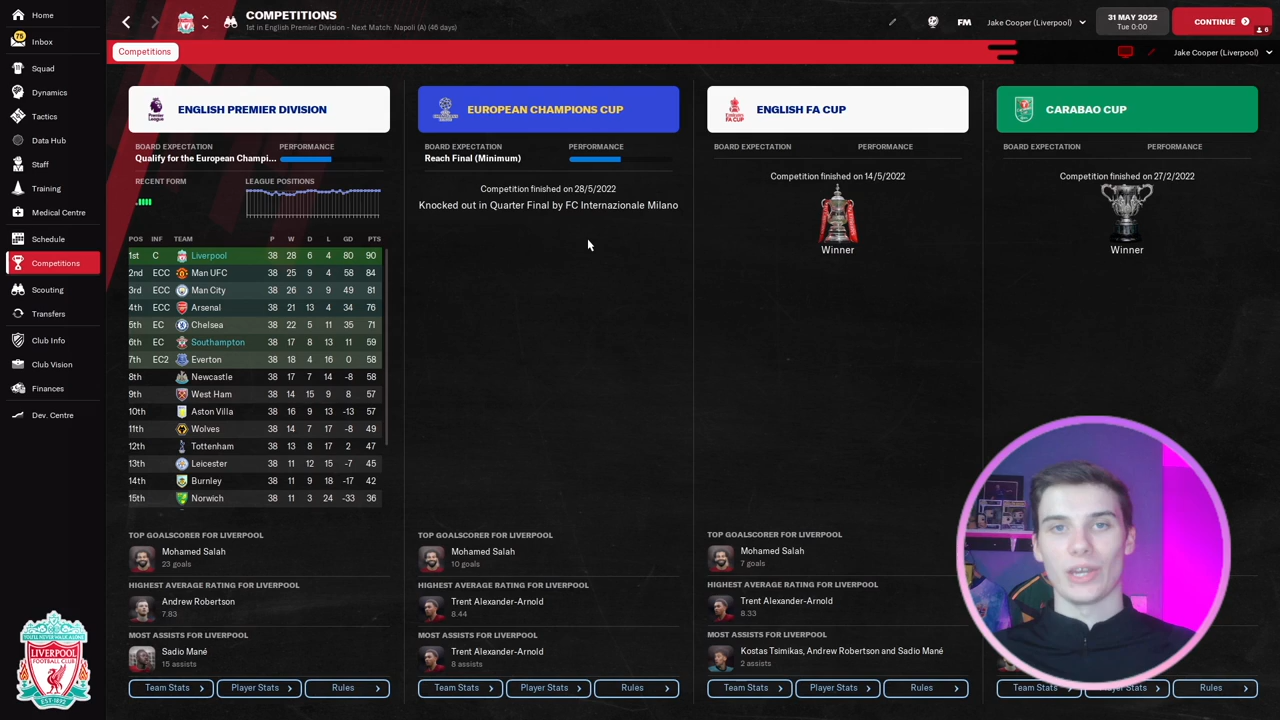 Home
Inbox
75
Squad
Dynamics
Tactics
Data Hub
Staff
Training
Medical Centre
Schedule
Competitions
Scouting
Transfers
Club Info
Club Vision
Finances
Dev. Centre
COMPETITIONS
1st in English Premier Division - Next Match: Napoli (A) (46 days)
FM
Jake Cooper (Liverpool)
31 MAY 2022
Tue 0:00
CONTINUE
6
Competitions
Jake Cooper (Liverpool)
ENGLISH PREMIER DIVISION
BOARD EXPECTATION PERFORMANCE
Qualify for the European Champi...
RECENT FORM LEAGUE POSITIONS
POS INF TEAM P W D L GD PTS
1st C Liverpool 38 28 6 4 80 90
2nd ECC Man UFC 38 25 9 4 58 84
3rd ECC Man City 38 26 3 9 49 81
4th ECC Arsenal 38 21 13 4 34 76
5th EC Chelsea 38 22 5 11 35 71
6th EC Southampton 38 17 8 13 11 59
7th EC2 Everton 38 18 4 16 0 58
8th Newcastle 38 17 7 14 -8 58
9th West Ham 38 14 15 9 8 57
10th Aston Villa 38 16 9 13 -13 57
11th Wolves 38 14 7 17 -8 49
12th Tottenham 38 13 8 17 2 47
13th Leicester 38 11 12 15 -7 45
14th Burnley 38 11 9 18 -17 42
15th Norwich 38 11 3 24 -33 36
TOP GOALSCORER FOR LIVERPOOL
Mohamed Salah
23 goals
HIGHEST AVERAGE RATING FOR LIVERPOOL
Andrew Robertson
7.83
MOST ASSISTS FOR LIVERPOOL
Sadio Mané
15 assists
Team Stats Player Stats Rules
EUROPEAN CHAMPIONS CUP
BOARD EXPECTATION PERFORMANCE
Reach Final (Minimum)
Competition finished on 28/5/2022
Knocked out in Quarter Final by FC Internazionale Milano
TOP GOALSCORER FOR LIVERPOOL
Mohamed Salah
10 goals
HIGHEST AVERAGE RATING FOR LIVERPOOL
Trent Alexander-Arnold
8.44
MOST ASSISTS FOR LIVERPOOL
Trent Alexander-Arnold
8 assists
Team Stats Player Stats Rules
ENGLISH FA CUP
BOARD EXPECTATION PERFORMANCE
Competition finished on 14/5/2022
Winner
TOP GOALSCORER FOR LIVERPOOL
Mohamed Salah
7 goals
HIGHEST AVERAGE RATING FOR LIVERPOOL
Trent Alexander-Arnold
8.33
MOST ASSISTS FOR LIVERPOOL
Kostas Tsimikas, Andrew Robertson and Sadio Mané
2 assists
Team Stats Player Stats Rules
CARABAO CUP
BOARD EXPECTATION PERFORMANCE
Competition finished on 27/2/2022
Winner
Team Stats Player Stats Rules
YOU'LL NEVER WALK ALONE
LIVERPOOL
FOOTBALL CLUB
EST·1892